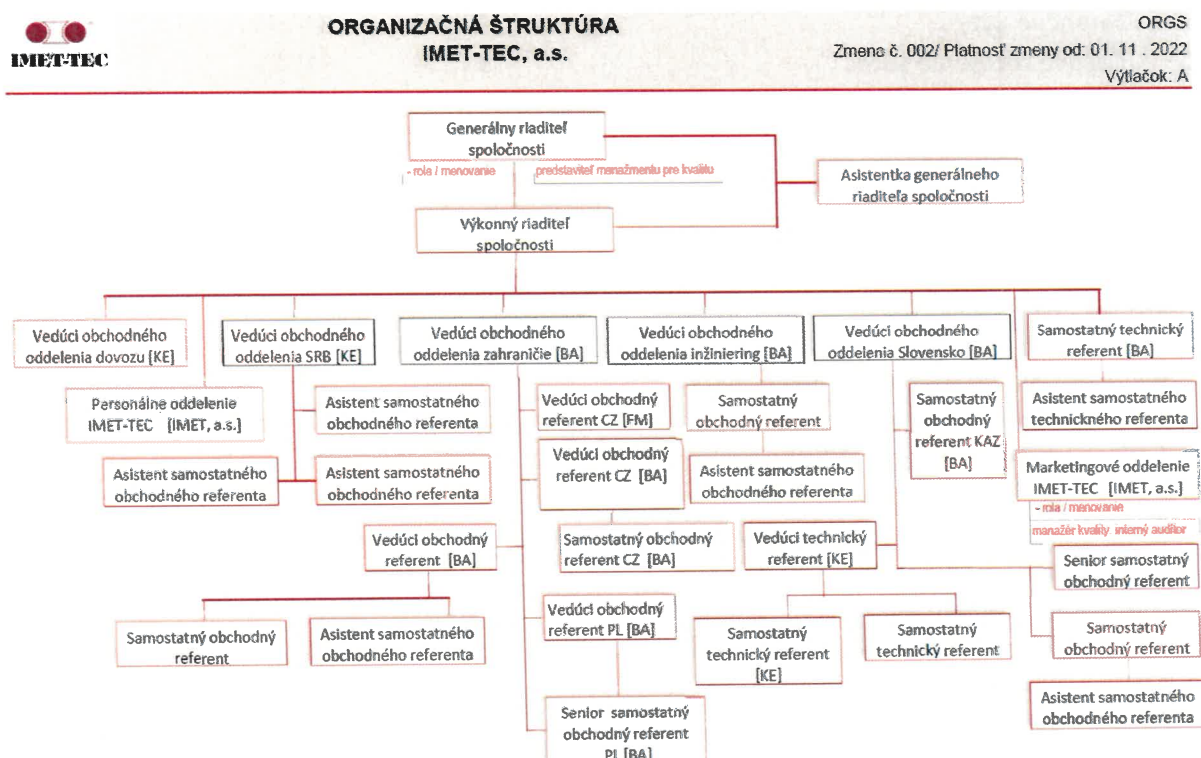 IMET-TEC
ORGANIZAČNÁ ŠTRUKTÚRA
IMET-TEC, a.s.
ORGS
Zmena č. 002/ Platnosť zmeny od: 01. 11 . 2022
Výtlačok: A
Generálny riaditeľ
spoločnosti
- rola / menovanie
predstaviteľ menažmentu pre kvalitu
Asistentka generálneho
riaditeľa spoločnosti
Výkonný riaditeľ
spoločnosti
Vedúci obchodného
oddelenia dovozu [KE]
Vedúci obchodného
oddelenia SRB [KE]
Vedúci obchodného
oddelenia zahraničie [BA]
Vedúci obchodného
oddelenia inžiniering [BA]
Vedúci obchodného
oddelenia Slovensko [BA]
Samostatný technický
referent [BA]
Personálne oddelenie
IMET-TEC [IMET, a.s.]
Asistent samostatného
obchodného referenta
Vedúci obchodný
referent CZ [FM]
Samostatný
obchodný referent
Samostatný
obchodný
referent KAZ
[BA]
Asistent samostatného
technického referenta
Asistent samostatného
obchodného referenta
Asistent samostatného
obchodného referenta
Vedúci obchodný
referent CZ [BA]
Asistent samostatného
obchodného referenta
Marketingové oddelenie
IMET-TEC [IMET, a.s.]
- rola / menovanie
manažér kvality interný audítor
Vedúci obchodný
referent [BA]
Samostatný obchodný
referent CZ [BA]
Vedúci technický
referent [KE]
Senior samostatný
obchodný referent
Samostatný obchodný
referent
Asistent samostatného
obchodného referenta
Vedúci obchodný
referent PL [BA]
Samostatný
technický referent
[KE]
Samostatný
technický referent
Samostatný
obchodný referent
Senior samostatný
obchodný referent
PL [BA]
Asistent samostatného
obchodného referenta